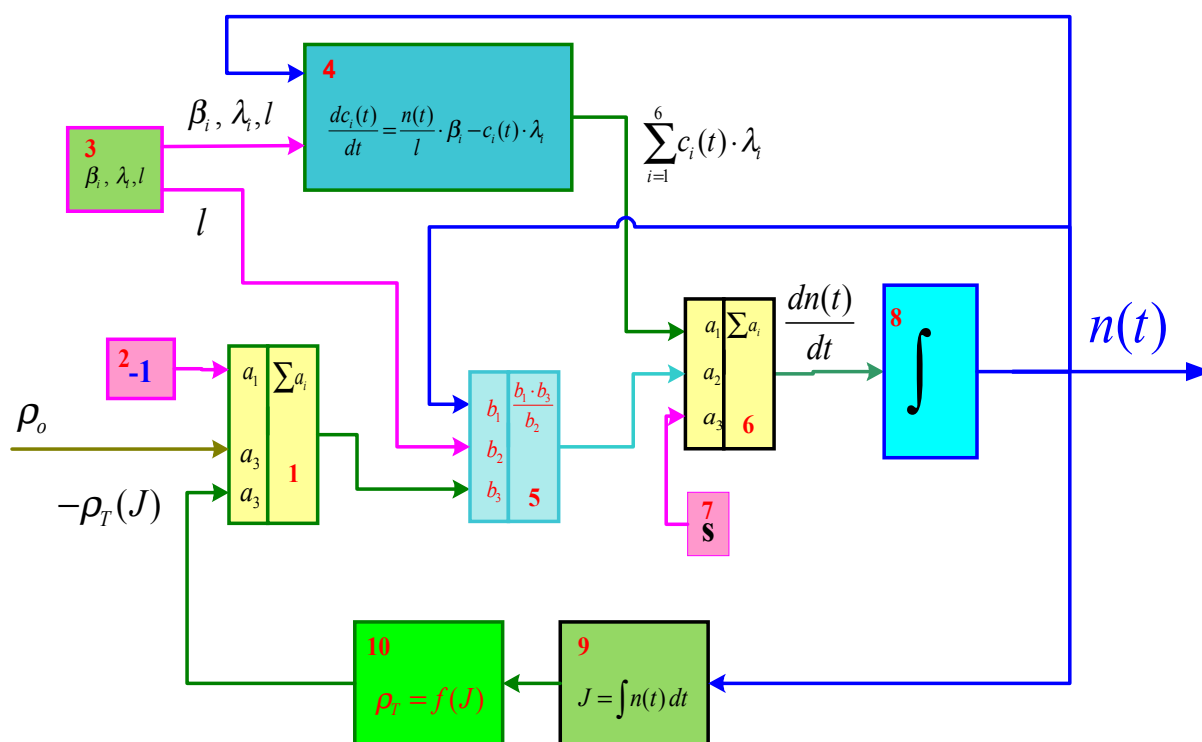 4
dc_i(t)/dt = n(t)/l · β_i − c_i(t) · λ_i
β_i, λ_i, l
3
β_i, λ_i, l
l
∑_{i=1}^{6} c_i(t) · λ_i
2
-1
ρ_o
−ρ_T(J)
a_1 ∑a_i
a_3
a_3
1
b_1 b_1 · b_3 / b_2
b_2
b_3
5
a_1 ∑a_i
a_2
a_3
6
7
s
dn(t)/dt
8
∫
n(t)
10
ρ_T = f(J)
9
J = ∫n(t) dt